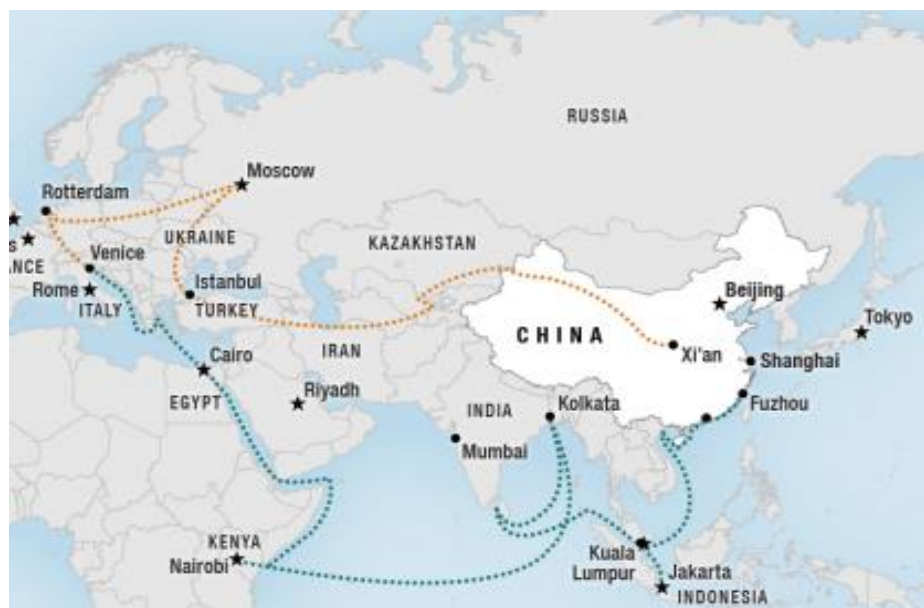 RUSSIA
Moscow
Rotterdam
UKRAINE
KAZAKHSTAN
S
Venice
ANCE
Istanbul
Rome
ITALY
TURKEY
Beijing
Tokyo
CHINA
IRAN
Xi'an
Shanghai
Cairo
EGYPT
Riyadh
INDIA
Kolkata
Fuzhou
Mumbai
KENYA
Nairobi
Kuala
Lumpur
Jakarta
INDONESIA